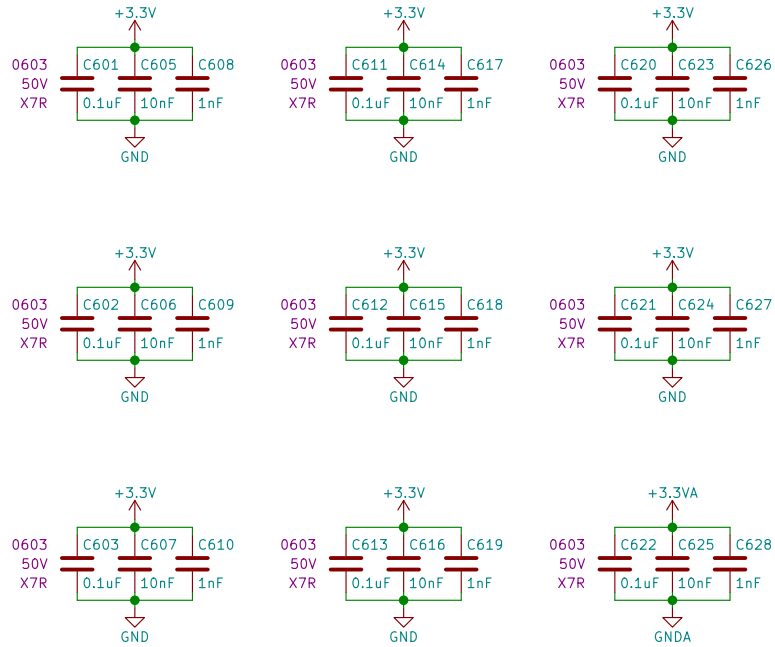 +3.3V +3.3V +3.3V
0603 C601 C605 C608 0603 C611 C614 C617 0603 C620 C623 C626
50V 50V 50V
X7R 0.1uF 10nF 1nF X7R 0.1uF 10nF 1nF X7R 0.1uF 10nF 1nF
GND GND GND
+3.3V +3.3V +3.3V
0603 C602 C606 C609 0603 C612 C615 C618 0603 C621 C624 C627
50V 50V 50V
X7R 0.1uF 10nF 1nF X7R 0.1uF 10nF 1nF X7R 0.1uF 10nF 1nF
GND GND GND
+3.3V +3.3V +3.3VA
0603 C603 C607 C610 0603 C613 C616 C619 0603 C622 C625 C628
50V 50V 50V
X7R 0.1uF 10nF 1nF X7R 0.1uF 10nF 1nF X7R 0.1uF 10nF 1nF
GND GND GNDA